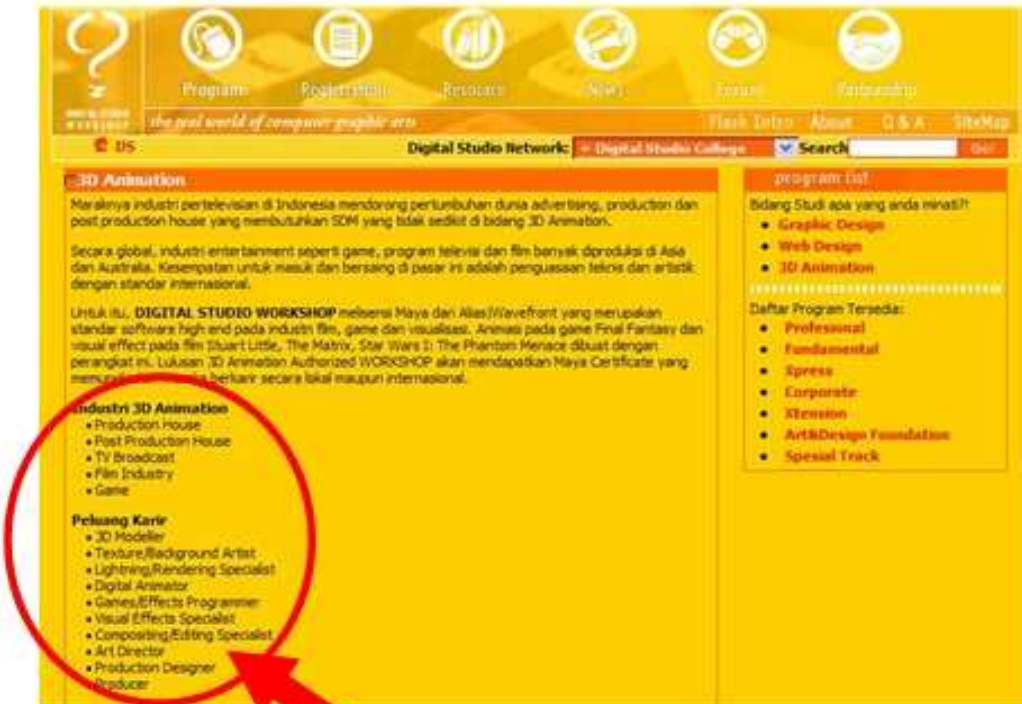 Program Registration Resource News Forum Partnership
the real world of computer graphic arts
Flash Intro About Q & A SiteMap
DS Digital Studio Network: Digital Studio College Search Go!
3D Animation
Maraknya industri pertelevisian di Indonesia mendorong pertumbuhan dunia advertising, production dan
post production house yang membutuhkan SDM yang tidak sedikit di bidang 3D Animation.
Secara global, industri entertainment seperti game, program televisi dan film banyak diproduksi di Asia
dan Australia. Kesempatan untuk masuk dan bersaing di pasar ini adalah penguasaan teknis dan artistik
dengan standar internasional.
Untuk itu, DIGITAL STUDIO WORKSHOP melisensi Maya dari Alias|Wavefront yang merupakan
standar software high end pada industri film, game dan visualisasi. Animasi pada game Final Fantasy dan
visual effect pada film Stuart Little, The Matrix, Star Wars I: The Phantom Menace dibuat dengan
perangkat ini. Lulusan 3D Animation Authorized WORKSHOP akan mendapatkan Maya Certificate yang
berkarir secara lokal maupun internasional.
Industri 3D Animation
• Production House
• Post Production House
• TV Broadcast
• Film Industry
• Game
Peluang Karir
• 3D Modeller
• Texture/Background Artist
• Lightning/Rendering Specialist
• Digital Animator
• Games/Effects Programmer
• Visual Effects Specialist
• Compositing/Editing Specialist
• Art Director
• Production Designer
• Producer
program list
Bidang Studi apa yang anda minati?
• Graphic Design
• Web Design
• 3D Animation
Daftar Program Tersedia:
• Professional
• Fundamental
• Xpress
• Corporate
• Xtension
• Art&Design Foundation
• Spesial Track